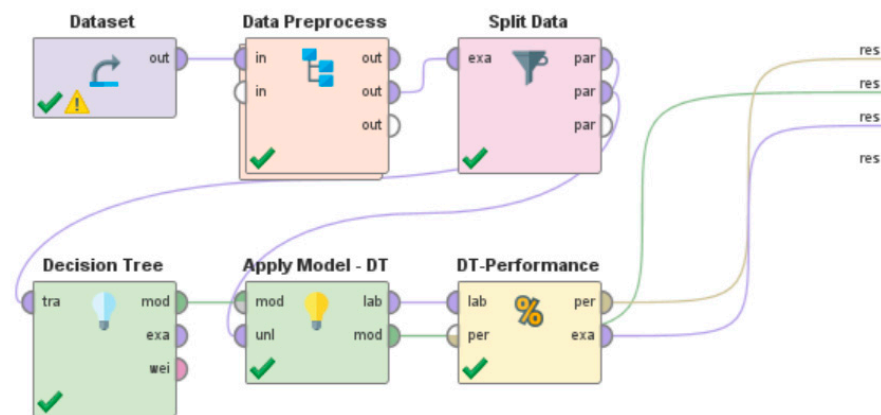 Dataset
out
Data Preprocess
in
in
out
out
out
Split Data
exa
par
par
par
res
res
res
res
Decision Tree
tra
mod
exa
wei
Apply Model - DT
mod
unl
lab
mod
DT-Performance
lab
per
%
per
exa